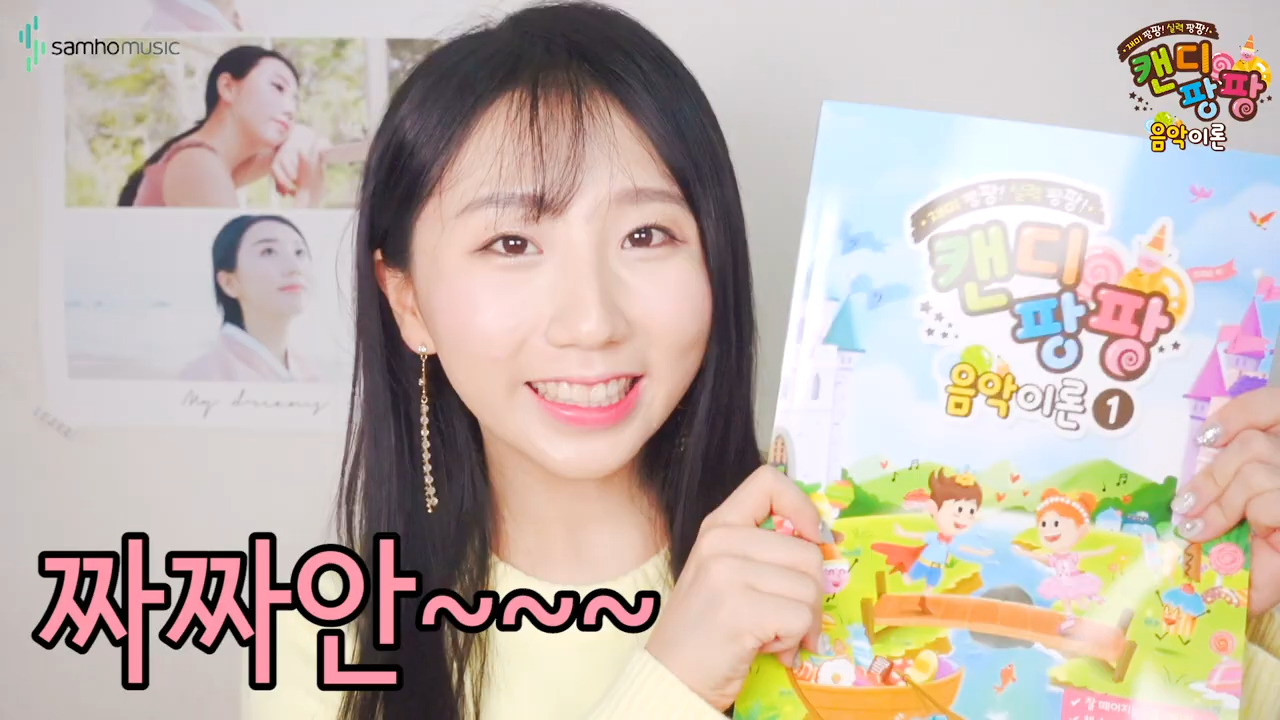 samhomusic
재미 팡팡! 실력 팡팡!
캔디
팡팡
음악이론
재미 팡팡! 실력 팡팡!
캔디
팡팡
음악이론 1
My dreams
짜짜안~~~